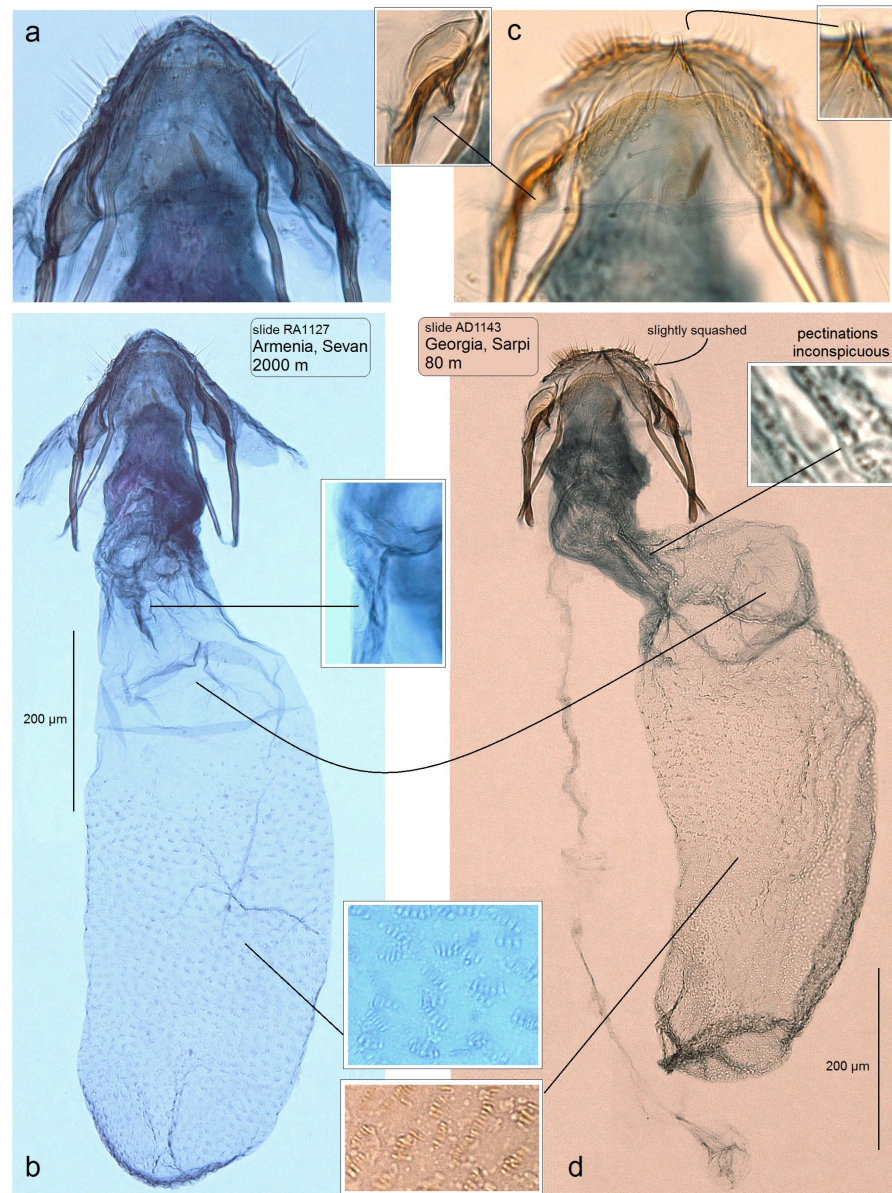 a
c
slide RA1127
Armenia, Sevan
2000 m
slide AD1143
Georgia, Sarpi
80 m
slightly squashed
pectinations
inconspicuous
200 µm
200 µm
b
d